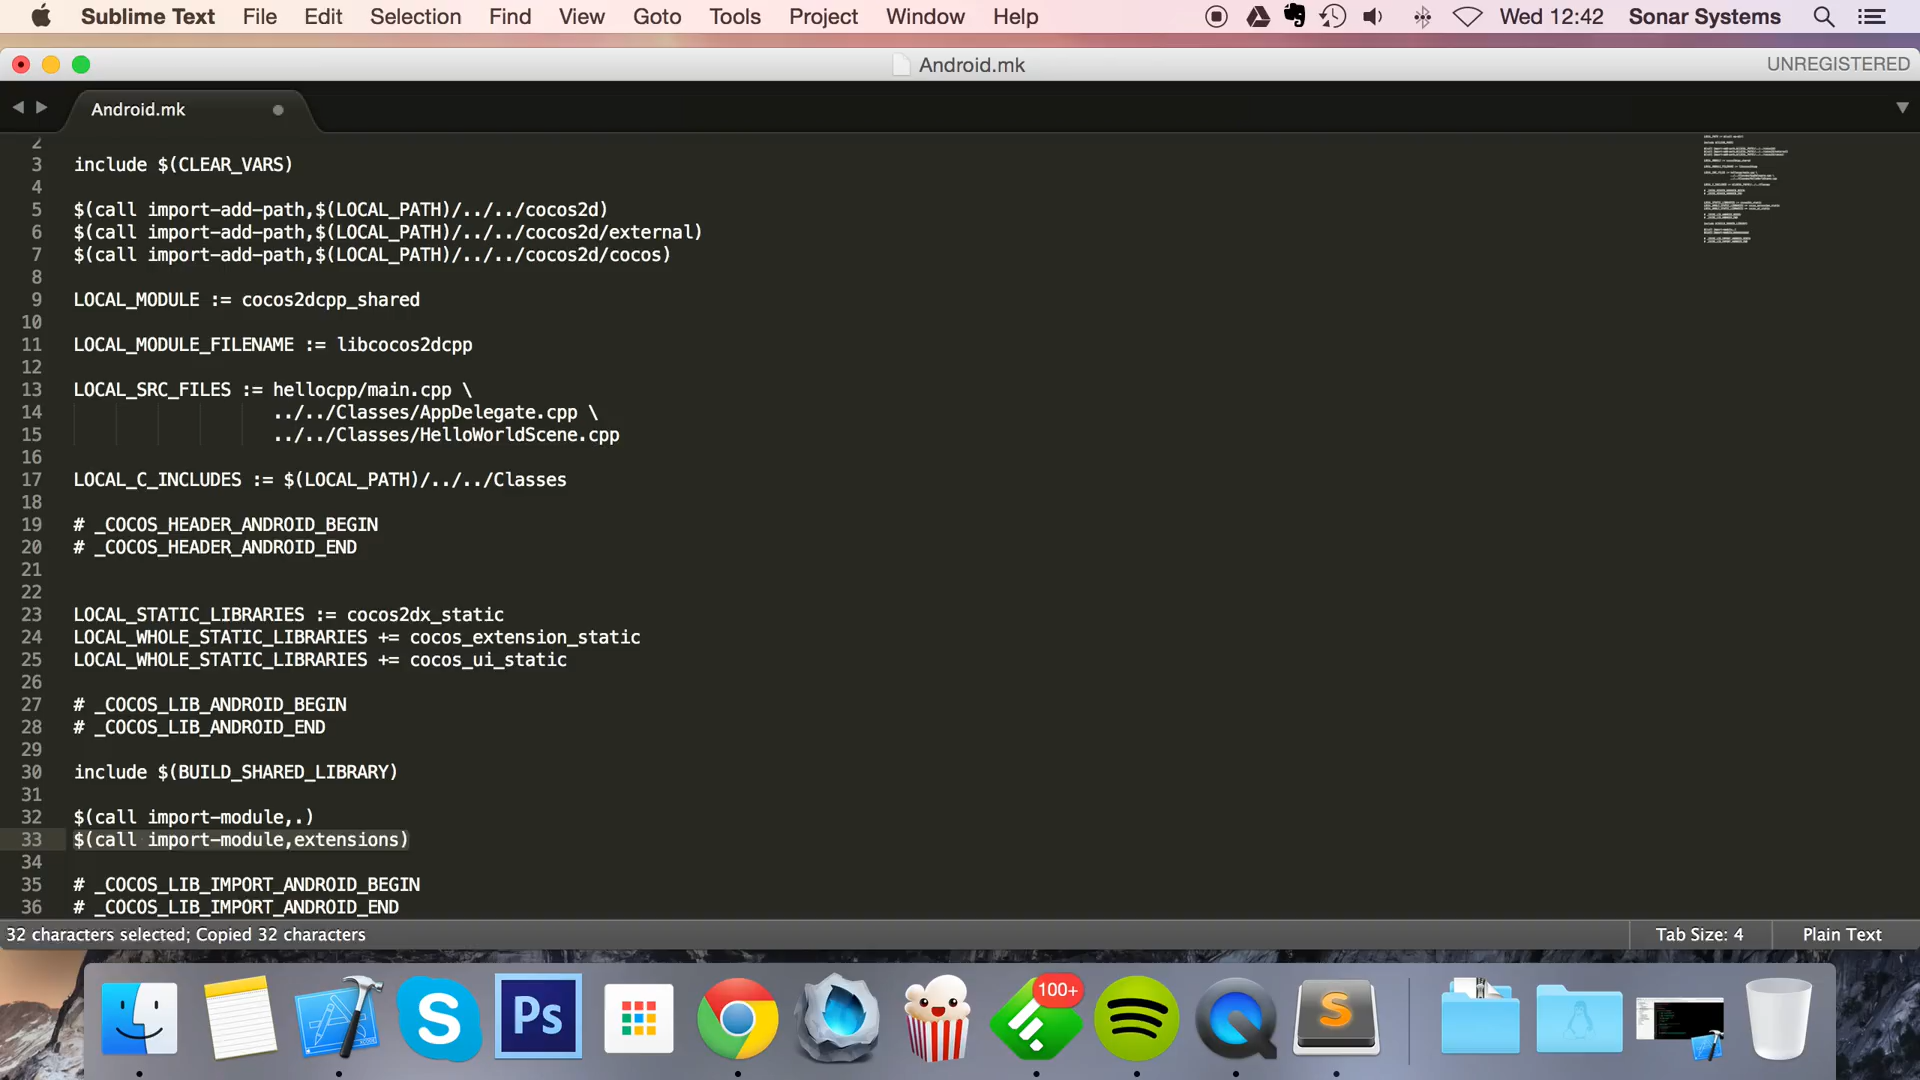 Sublime Text File Edit Selection Find View Goto Tools Project Window Help Wed 12:42 Sonar Systems
Android.mk UNREGISTERED
Android.mk
2
3 include $(CLEAR_VARS)
4
5 $(call import-add-path,$(LOCAL_PATH)/../../cocos2d)
6 $(call import-add-path,$(LOCAL_PATH)/../../cocos2d/external)
7 $(call import-add-path,$(LOCAL_PATH)/../../cocos2d/cocos)
8
9 LOCAL_MODULE := cocos2dcpp_shared
10
11 LOCAL_MODULE_FILENAME := libcocos2dcpp
12
13 LOCAL_SRC_FILES := hellocpp/main.cpp \
14 ../../Classes/AppDelegate.cpp \
15 ../../Classes/HelloWorldScene.cpp
16
17 LOCAL_C_INCLUDES := $(LOCAL_PATH)/../../Classes
18
19 # _COCOS_HEADER_ANDROID_BEGIN
20 # _COCOS_HEADER_ANDROID_END
21
22
23 LOCAL_STATIC_LIBRARIES := cocos2dx_static
24 LOCAL_WHOLE_STATIC_LIBRARIES += cocos_extension_static
25 LOCAL_WHOLE_STATIC_LIBRARIES += cocos_ui_static
26
27 # _COCOS_LIB_ANDROID_BEGIN
28 # _COCOS_LIB_ANDROID_END
29
30 include $(BUILD_SHARED_LIBRARY)
31
32 $(call import-module,.)
33 $(call import-module,extensions)
34
35 # _COCOS_LIB_IMPORT_ANDROID_BEGIN
36 # _COCOS_LIB_IMPORT_ANDROID_END
32 characters selected; Copied 32 characters Tab Size: 4 Plain Text
100+
S Ps S